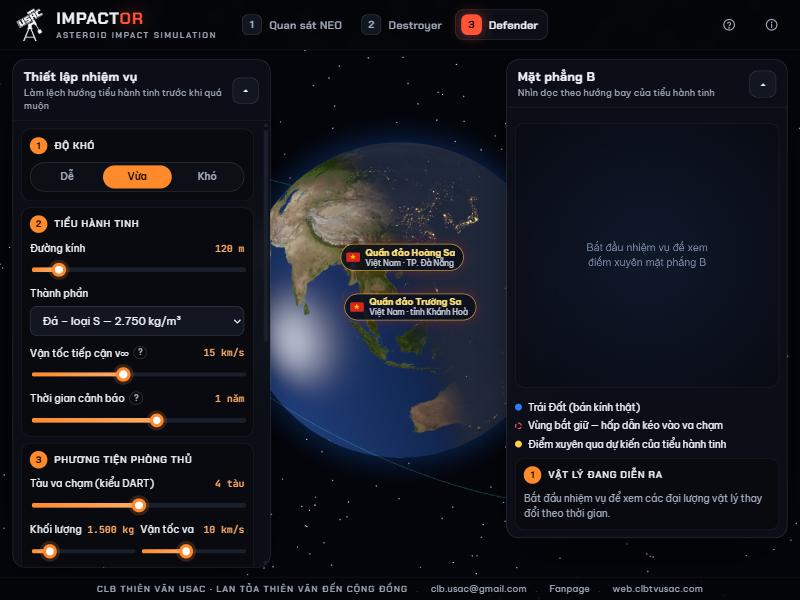 USAC
IMPACTOR
ASTEROID IMPACT SIMULATION
1 Quan sát NEO
2 Destroyer
3 Defender
?
Thiết lập nhiệm vụ
Làm lệch hướng tiểu hành tinh trước khi quá
muộn
1 ĐỘ KHÓ
Dễ Vừa Khó
2 TIỂU HÀNH TINH
Đường kính 120 m
Thành phần
Đá – loại S — 2.750 kg/m³
Vận tốc tiếp cận v∞ ? 15 km/s
Thời gian cảnh báo ? 1 năm
3 PHƯƠNG TIỆN PHÒNG THỦ
Tàu va chạm (kiểu DART) 4 tàu
Khối lượng 1.500 kg Vận tốc va 10 km/s
Quần đảo Hoàng Sa
Việt Nam · TP. Đà Nẵng
Quần đảo Trường Sa
Việt Nam · tỉnh Khánh Hoà
Mặt phẳng B
Nhìn dọc theo hướng bay của tiểu hành tinh
Bắt đầu nhiệm vụ để xem
điểm xuyên mặt phẳng B
Trái Đất (bán kính thật)
Vùng bắt giữ — hấp dẫn kéo vào va chạm
Điểm xuyên qua dự kiến của tiểu hành tinh
1 VẬT LÝ ĐANG DIỄN RA
Bắt đầu nhiệm vụ để xem các đại lượng vật lý thay
đổi theo thời gian.
CLB THIÊN VĂN USAC · LAN TỎA THIÊN VĂN ĐẾN CỘNG ĐỒNG · clb.usac@gmail.com · Fanpage · web.clbtvusac.com